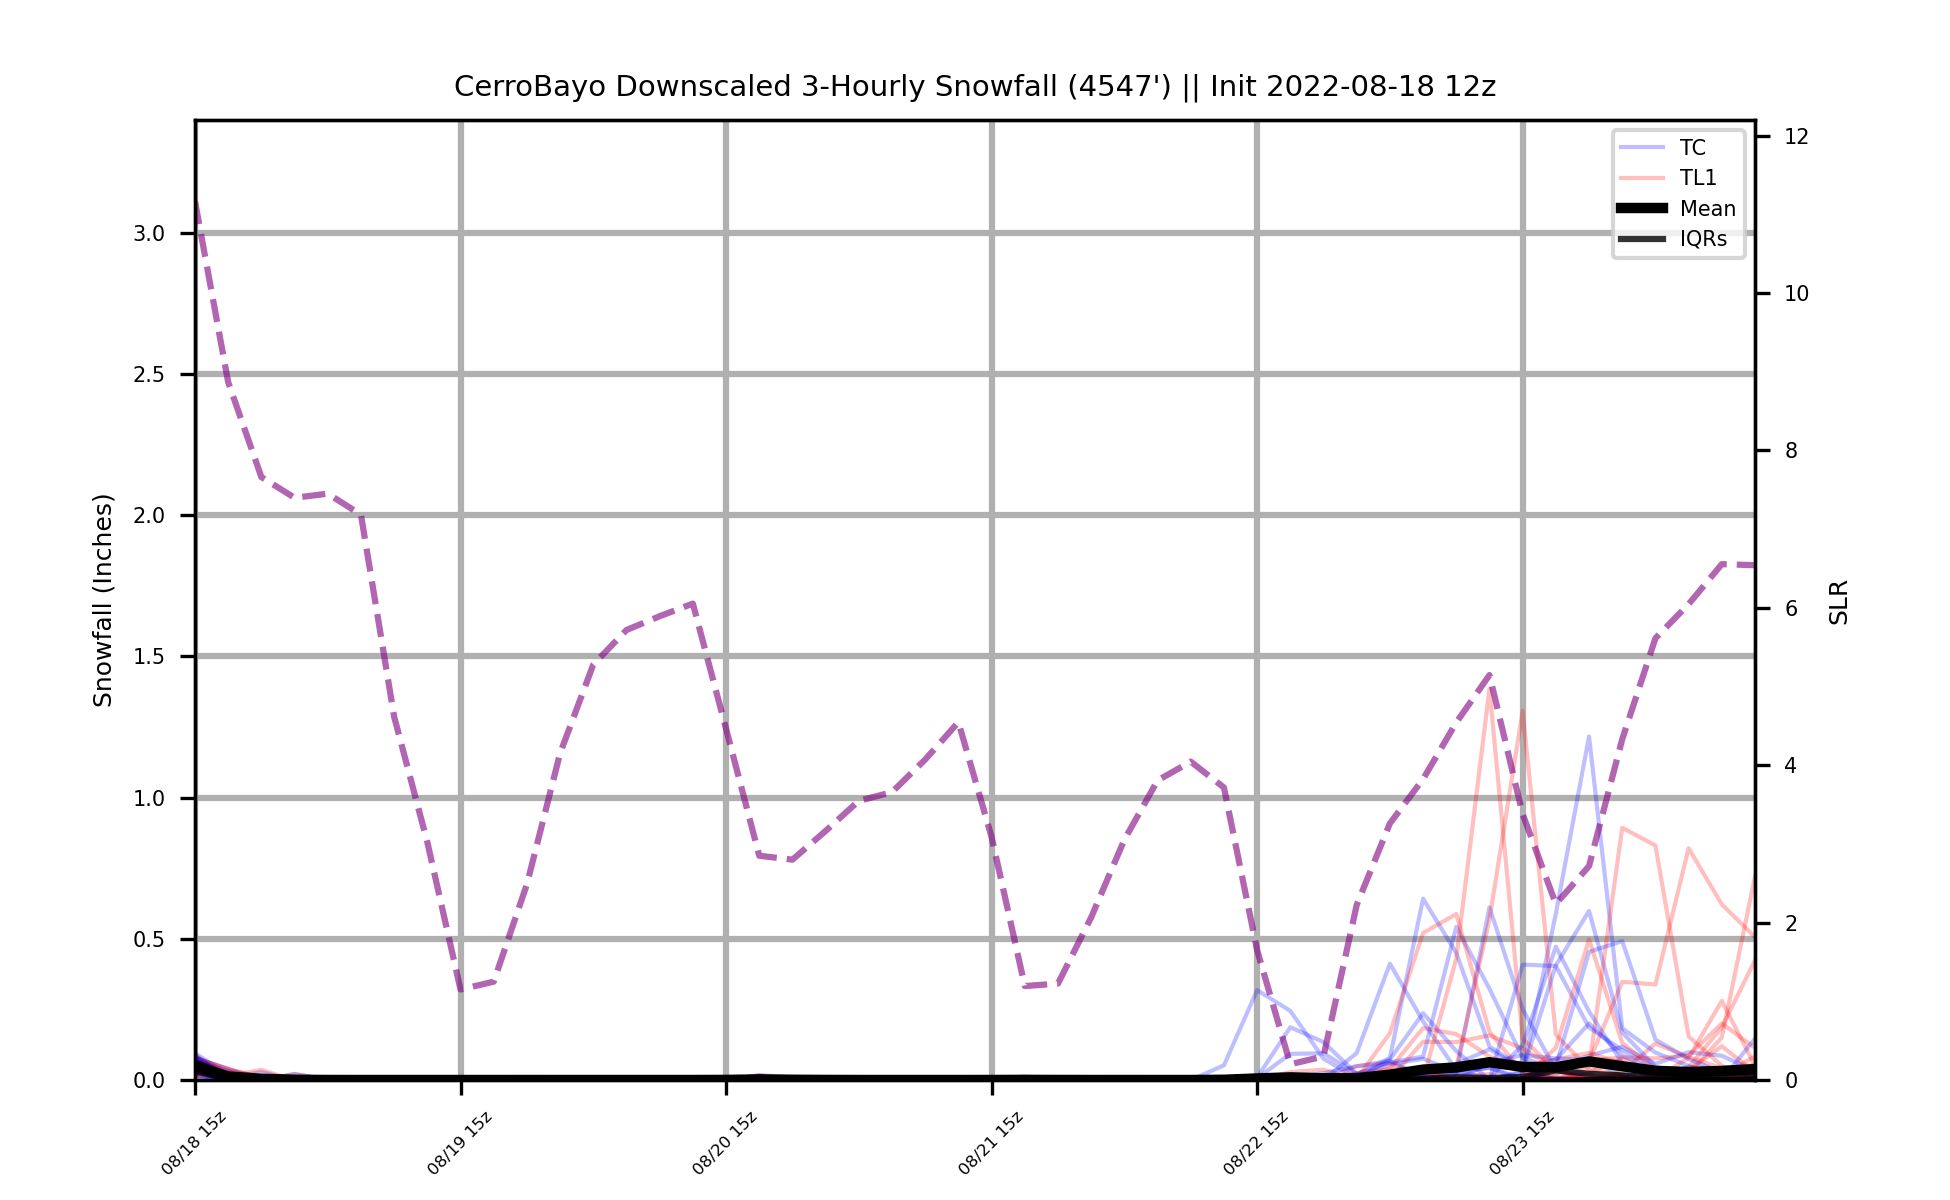 CerroBayo Downscaled 3-Hourly Snowfall (4547') || Init 2022-08-18 12z
TC
TL1
Mean
IQRs
Snowfall (Inches)
3.0
2.5
2.0
1.5
1.0
0.5
0.0
12
10
8
6
4
2
0
SLR
08/18 15z
08/19 15z
08/20 15z
08/21 15z
08/22 15z
08/23 15z